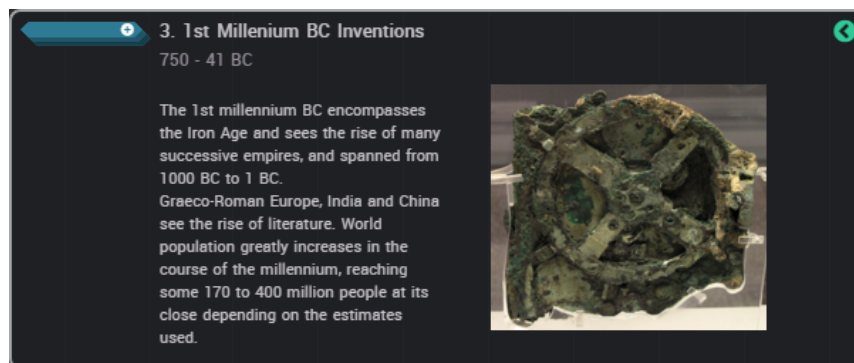 3. 1st Millenium BC Inventions
750 - 41 BC
The 1st millennium BC encompasses
the Iron Age and sees the rise of many
successive empires, and spanned from
1000 BC to 1 BC.
Graeco-Roman Europe, India and China
see the rise of literature. World
population greatly increases in the
course of the millennium, reaching
some 170 to 400 million people at its
close depending on the estimates
used.